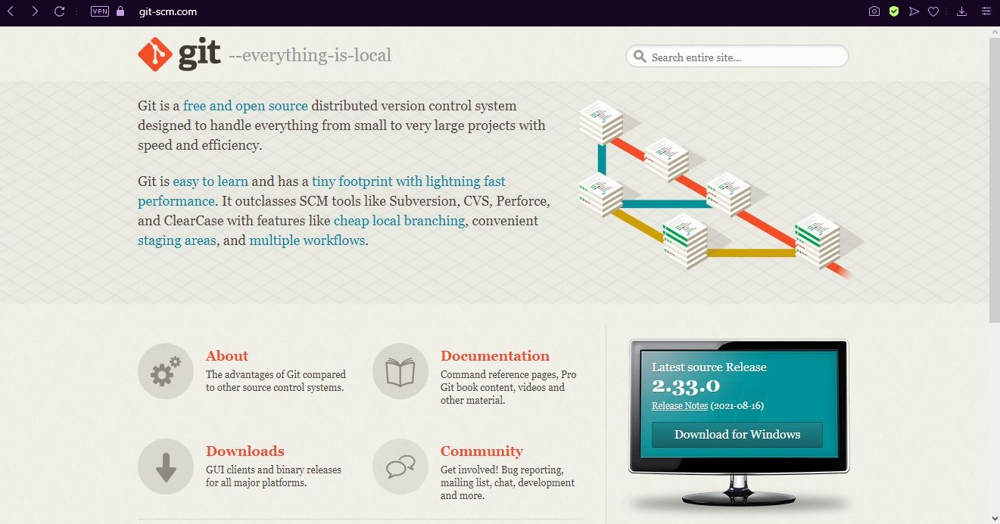 VPN git-scm.com
git --everything-is-local
Search entire site...
Git is a free and open source distributed version control system
designed to handle everything from small to very large projects with
speed and efficiency.
Git is easy to learn and has a tiny footprint with lightning fast
performance. It outclasses SCM tools like Subversion, CVS, Perforce,
and ClearCase with features like cheap local branching, convenient
staging areas, and multiple workflows.
About
The advantages of Git compared
to other source control systems.
Documentation
Command reference pages, Pro
Git book content, videos and
other material.
Downloads
GUI clients and binary releases
for all major platforms.
Community
Get involved! Bug reporting,
mailing list, chat, development
and more.
Latest source Release
2.33.0
Release Notes (2021-08-16)
Download for Windows